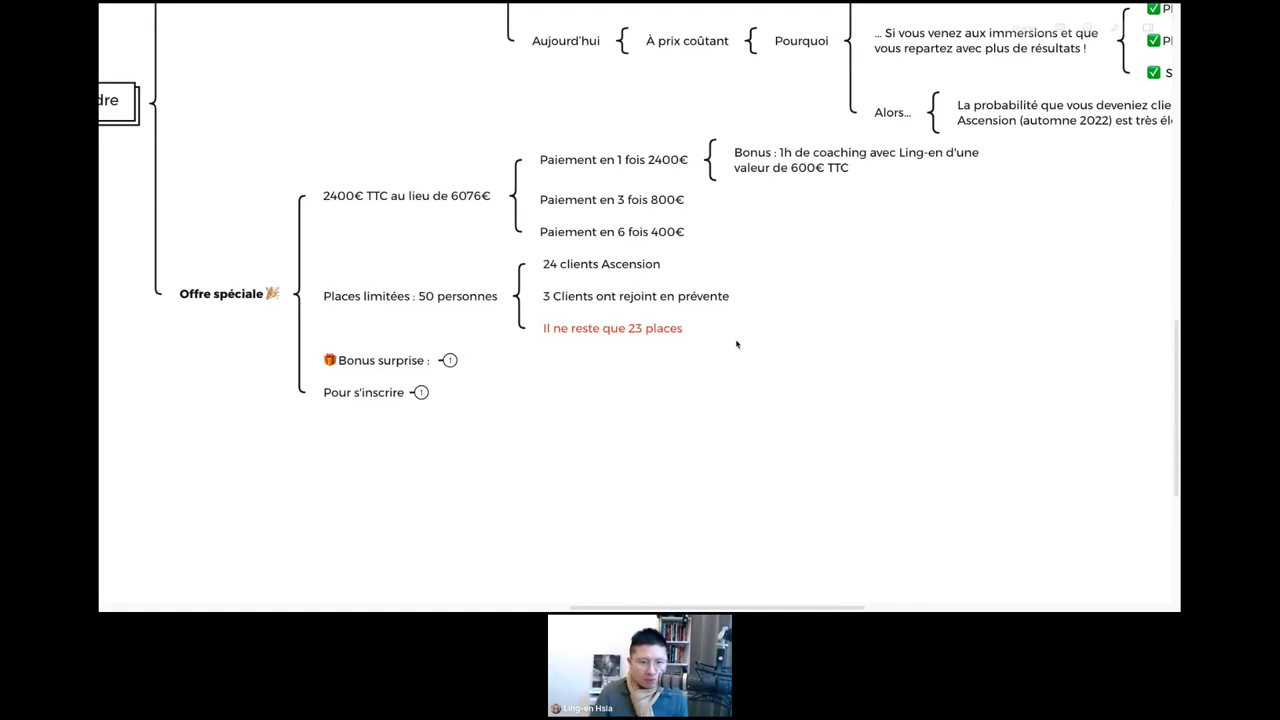 Aujourd'hui
À prix coûtant
Pourquoi
... Si vous venez aux immersions et que
vous repartez avec plus de résultats !
✅ Pl
✅ Pl
✅ S
dre
Alors...
La probabilité que vous deveniez clie
Ascension (automne 2022) est très élé
2400€ TTC au lieu de 6076€
Paiement en 1 fois 2400€
Bonus : 1h de coaching avec Ling-en d'une
valeur de 600€ TTC
Paiement en 3 fois 800€
Paiement en 6 fois 400€
Offre spéciale 🎉
Places limitées : 50 personnes
24 clients Ascension
3 Clients ont rejoint en prévente
Il ne reste que 23 places
🎁Bonus surprise :
1
Pour s'inscrire
1
Ling-en Hsia